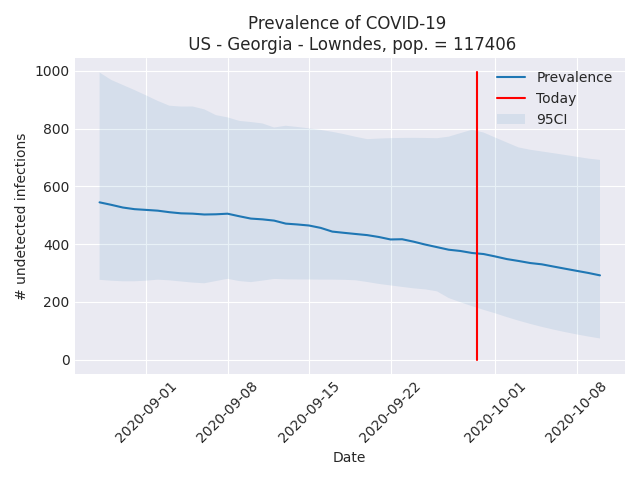 Prevalence of COVID-19
US - Georgia - Lowndes, pop. = 117406
Prevalence
Today
95CI
1000
800
600
400
200
0
# undetected infections
2020-09-01
2020-09-08
2020-09-15
2020-09-22
2020-10-01
2020-10-08
Date